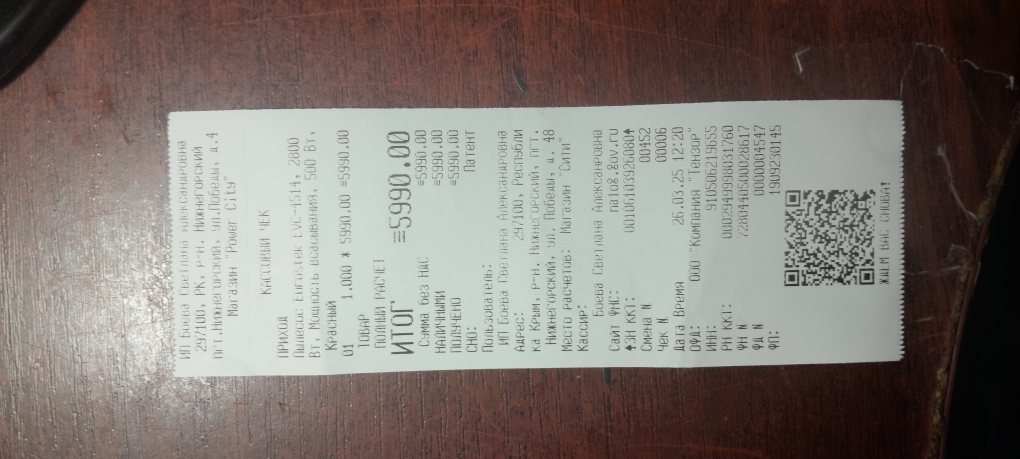 ИП Боева Светлана Александровна
297100, РК, р-н. Нижнегорский
пгт.Нижнегорский, ул.Победы, д.4
Магазин "Power City"
КАССОВЫЙ ЧЕК
ПРИХОД
Пылесос Eurostek EVC-4514, 2800
Вт, Мощность всасывания, 500 Вт,
Красный
01 1.000 * 5990.00 ≡5990.00
ТОВАР
ПОЛНЫЙ РАСЧЕТ
ИТОГ ≡5990.00
Сумма без НДС ≡5990.00
НАЛИЧНЫМИ ≡5990.00
ПОЛУЧЕНО ≡5990.00
СНО: Патент
Пользователь:
ИП Боева Светлана Александровна
Адрес: 297100, Республи
ка Крым, р-н. Нижнегорский, пгт.
Нижнегорский, ул. Победы, д. 48
Место расчетов: Магазин "Сити"
Кассир:
Боева Светлана Александровна
Сайт ФНС: nalog.gov.ru
ЗН ККТ: 00106103926080
Смена N 00452
Чек N 00006
Дата Время 26.03.25 12:20
ОФД: ООО "Компания "Тензор"
ИНН: 910506219655
РН ККТ: 0002949998031760
ФН N 7280440500028617
ФД N 0000004547
ФП: 1909230145
ЖДЕМ ВАС СНОВА!